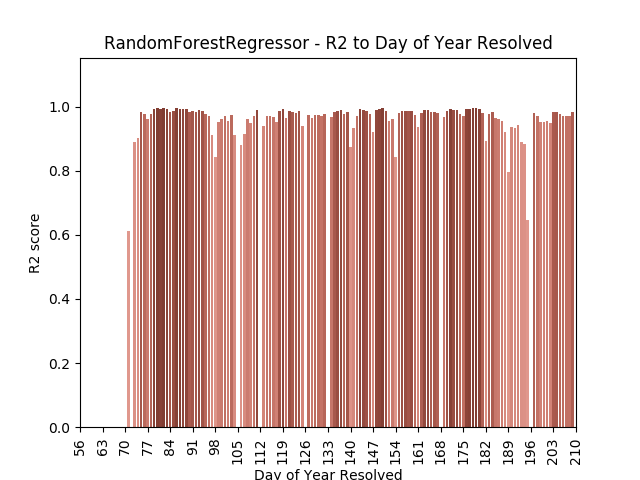 RandomForestRegressor - R2 to Day of Year Resolved
1.0
0.8
0.6
0.4
0.2
0.0
R2 score
56 63 70 77 84 91 98 105 112 119 126 133 140 147 154 161 168 175 182 189 196 203 210
Day of Year Resolved